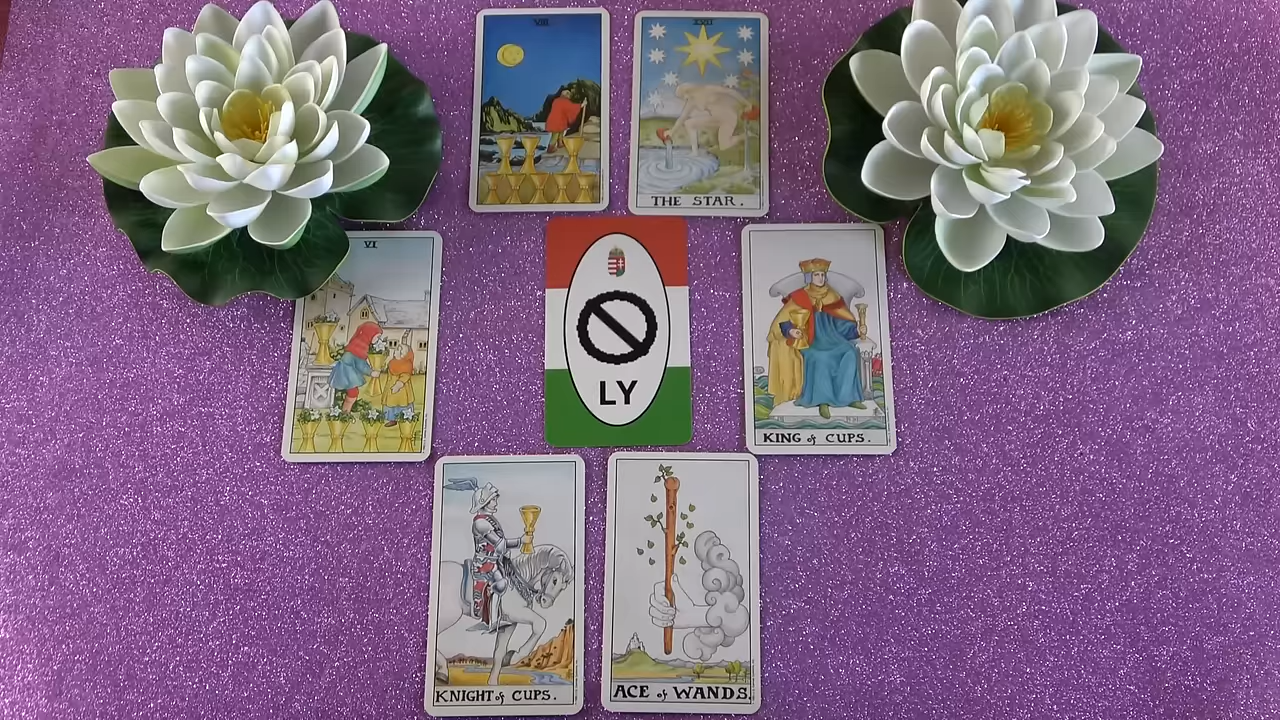 VIII
XVII
THE STAR.
VI
LY
KING of CUPS.
KNIGHT of CUPS.
ACE of WANDS.